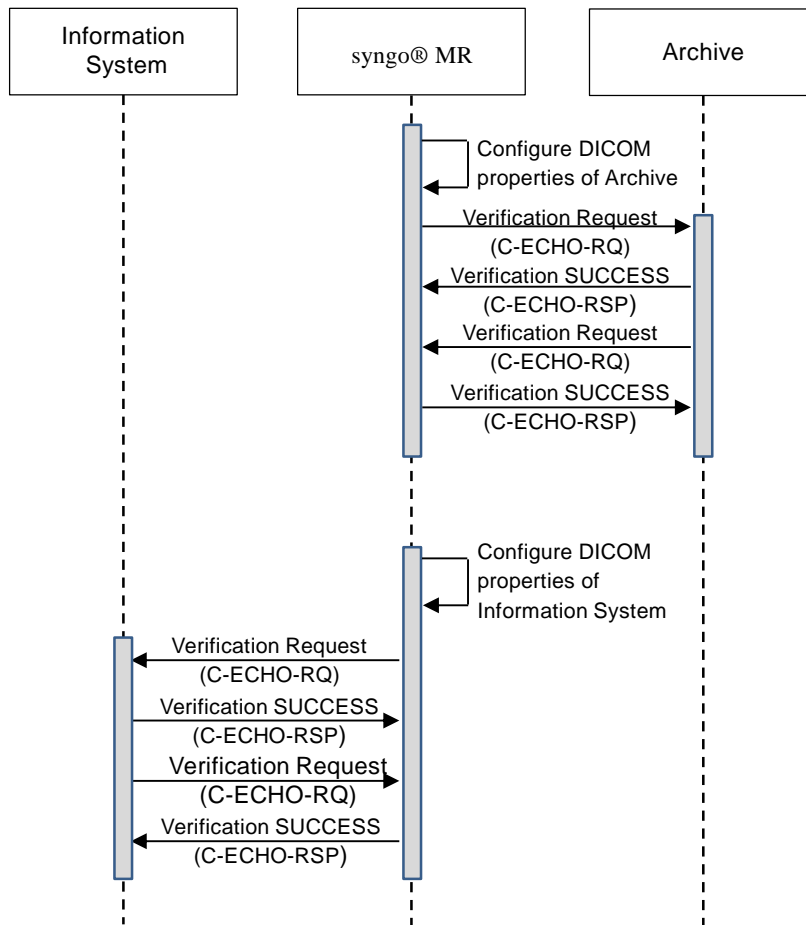 Information
System
syngo® MR
Archive
Configure DICOM
properties of Archive
Verification Request
(C-ECHO-RQ)
Verification SUCCESS
(C-ECHO-RSP)
Verification Request
(C-ECHO-RQ)
Verification SUCCESS
(C-ECHO-RSP)
Configure DICOM
properties of
Information System
Verification Request
(C-ECHO-RQ)
Verification SUCCESS
(C-ECHO-RSP)
Verification Request
(C-ECHO-RQ)
Verification SUCCESS
(C-ECHO-RSP)